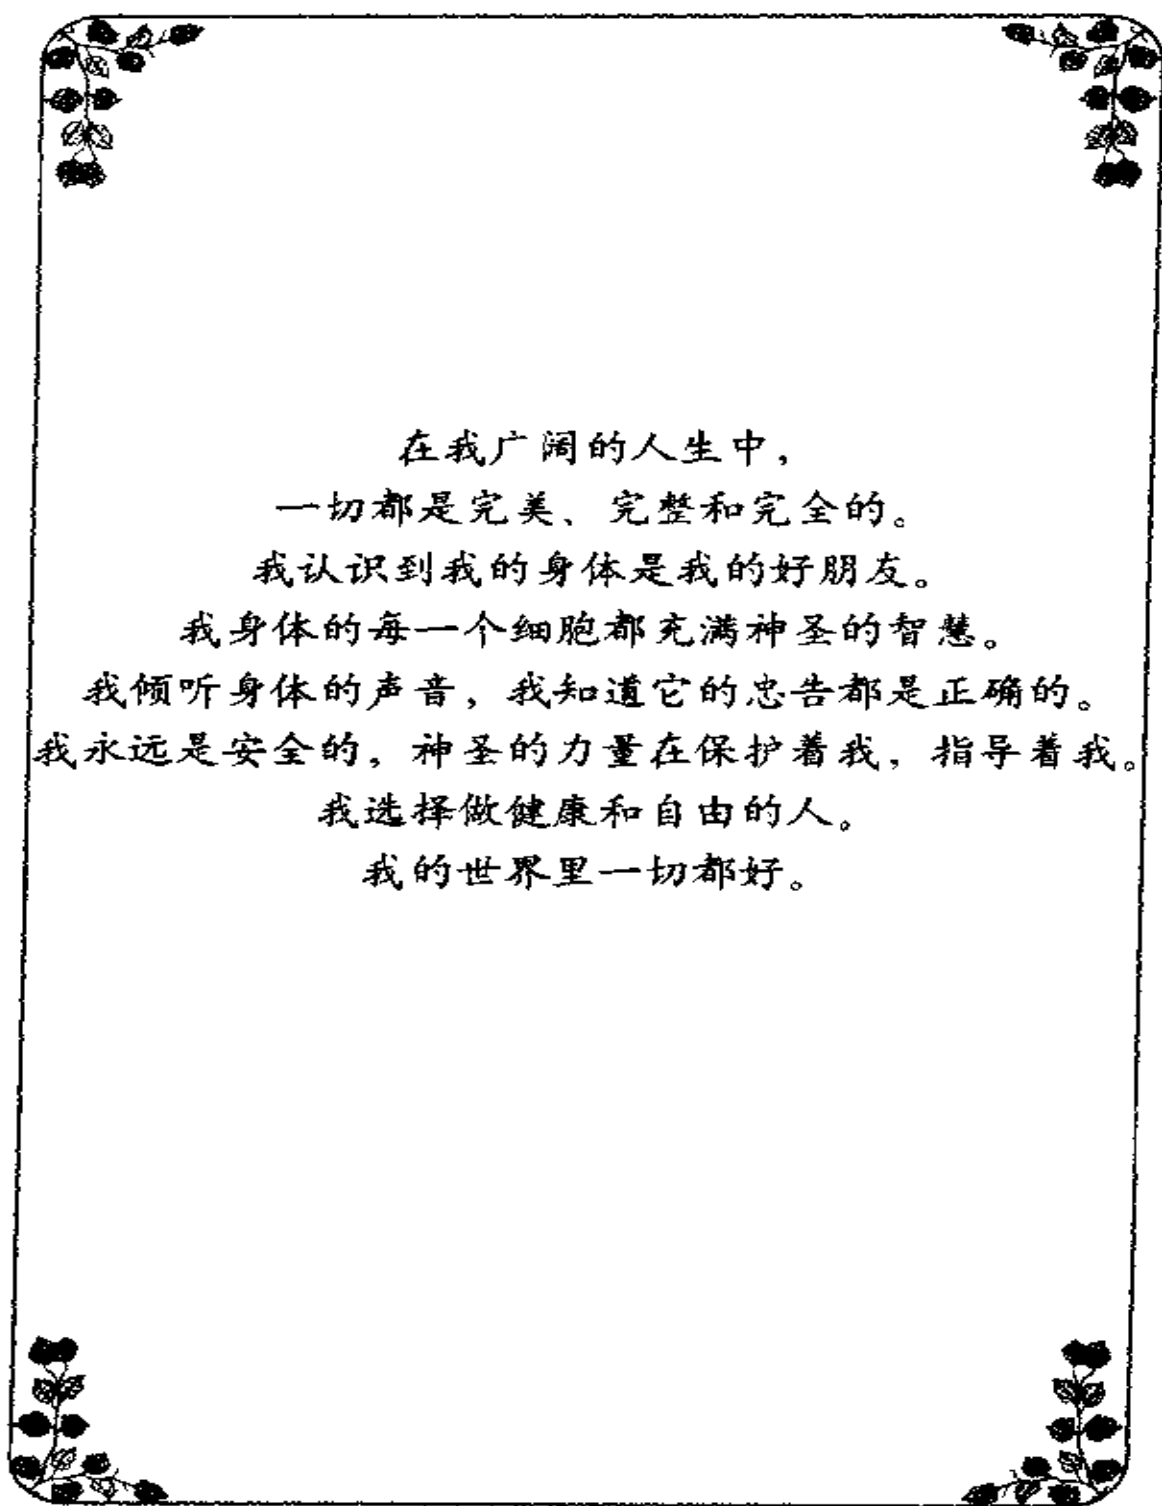 在我广阔的人生中，
一切都是完美、完整和完全的。
我认识到我的身体是我的好朋友。
我身体的每一个细胞都充满神圣的智慧。
我倾听身体的声音，我知道它的忠告都是正确的。
我永远是安全的，神圣的力量在保护着我，指导着我。
我选择做健康和自由的人。
我的世界里一切都好。